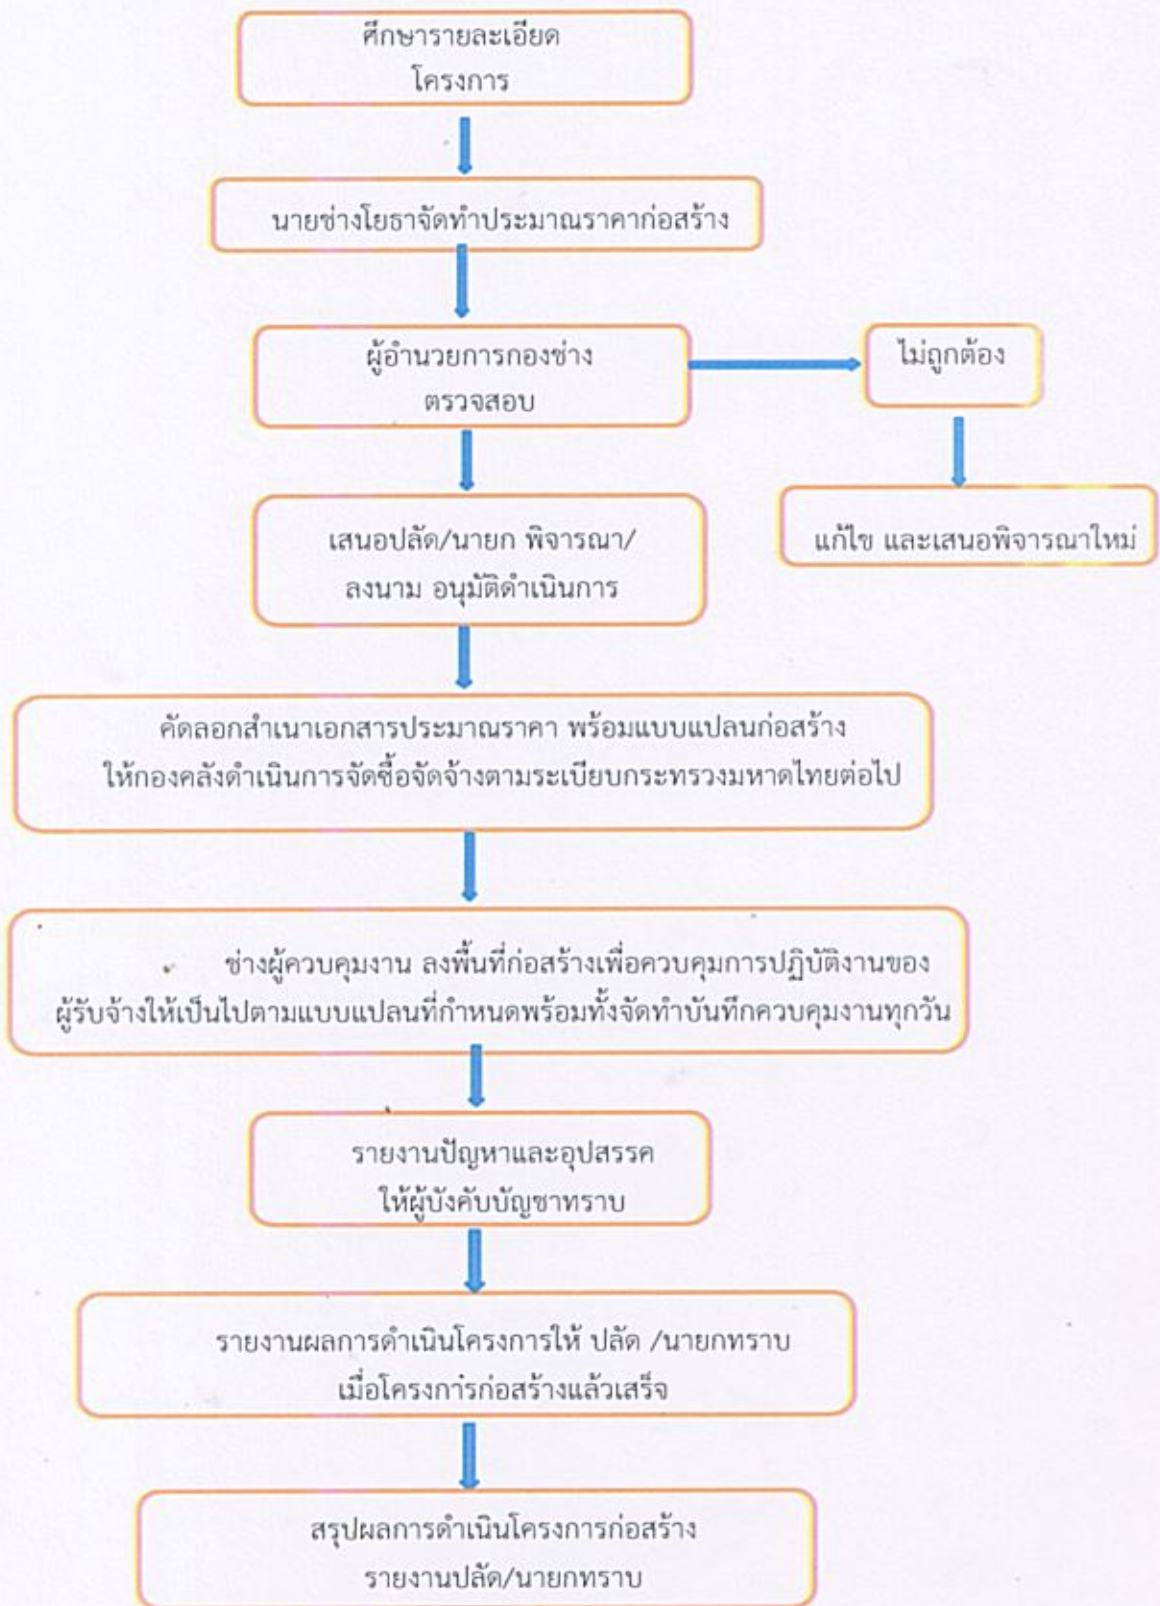 ศึกษารายละเอียด
โครงการ
นายช่างโยธาจัดทำประมาณราคาก่อสร้าง
ผู้อำนวยการกองช่าง
ตรวจสอบ
ไม่ถูกต้อง
เสนอปลัด/นายก พิจารณา/
ลงนาม อนุมัติดำเนินการ
แก้ไข และเสนอพิจารณาใหม่
คัดลอกสำเนาเอกสารประมาณราคา พร้อมแบบแปลนก่อสร้าง
ให้กองคลังดำเนินการจัดซื้อจัดจ้างตามระเบียบกระทรวงมหาดไทยต่อไป
ช่างผู้ควบคุมงาน ลงพื้นที่ก่อสร้างเพื่อควบคุมการปฏิบัติงานของ
ผู้รับจ้างให้เป็นไปตามแบบแปลนที่กำหนดพร้อมทั้งจัดทำบันทึกควบคุมงานทุกวัน
รายงานปัญหาและอุปสรรค
ให้ผู้บังคับบัญชาทราบ
รายงานผลการดำเนินโครงการให้ ปลัด /นายกทราบ
เมื่อโครงการก่อสร้างแล้วเสร็จ
สรุปผลการดำเนินโครงการก่อสร้าง
รายงานปลัด/นายกทราบ